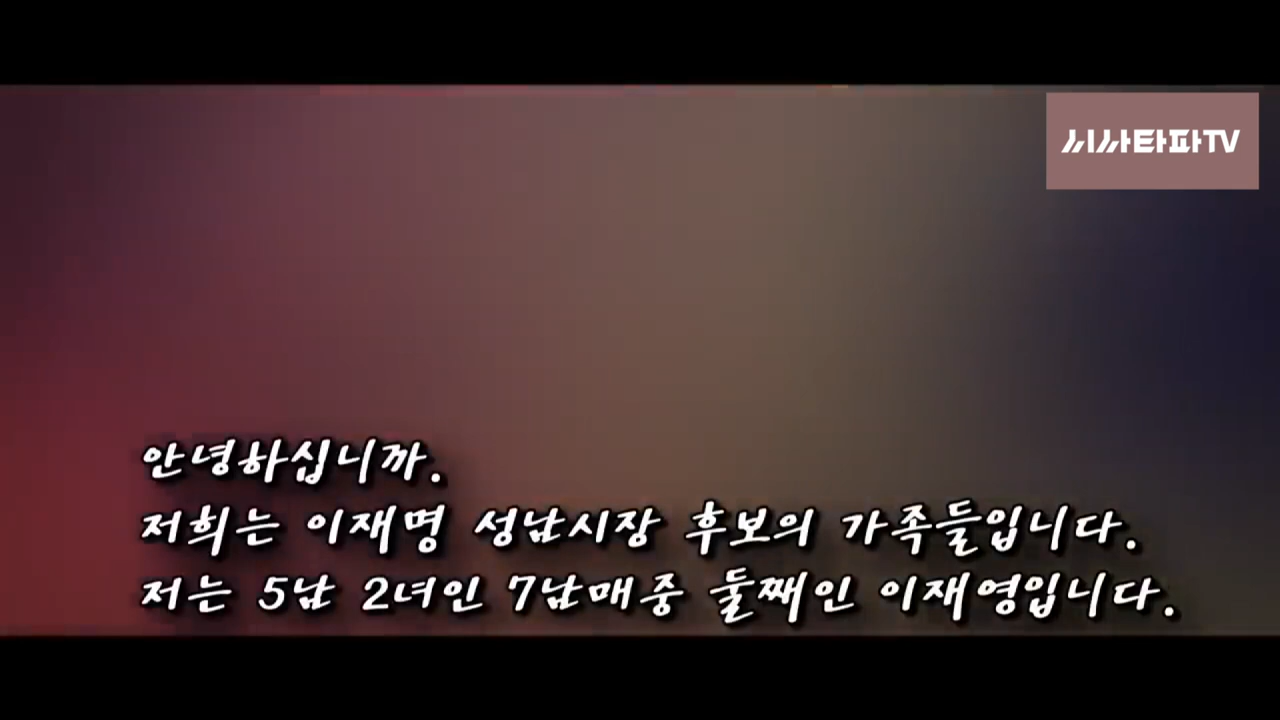 시사타파TV
안녕하십니까.
저희는 이재명 성남시장 후보의 가족들입니다.
저는 5남 2녀인 7남매중 둘째인 이재영입니다.